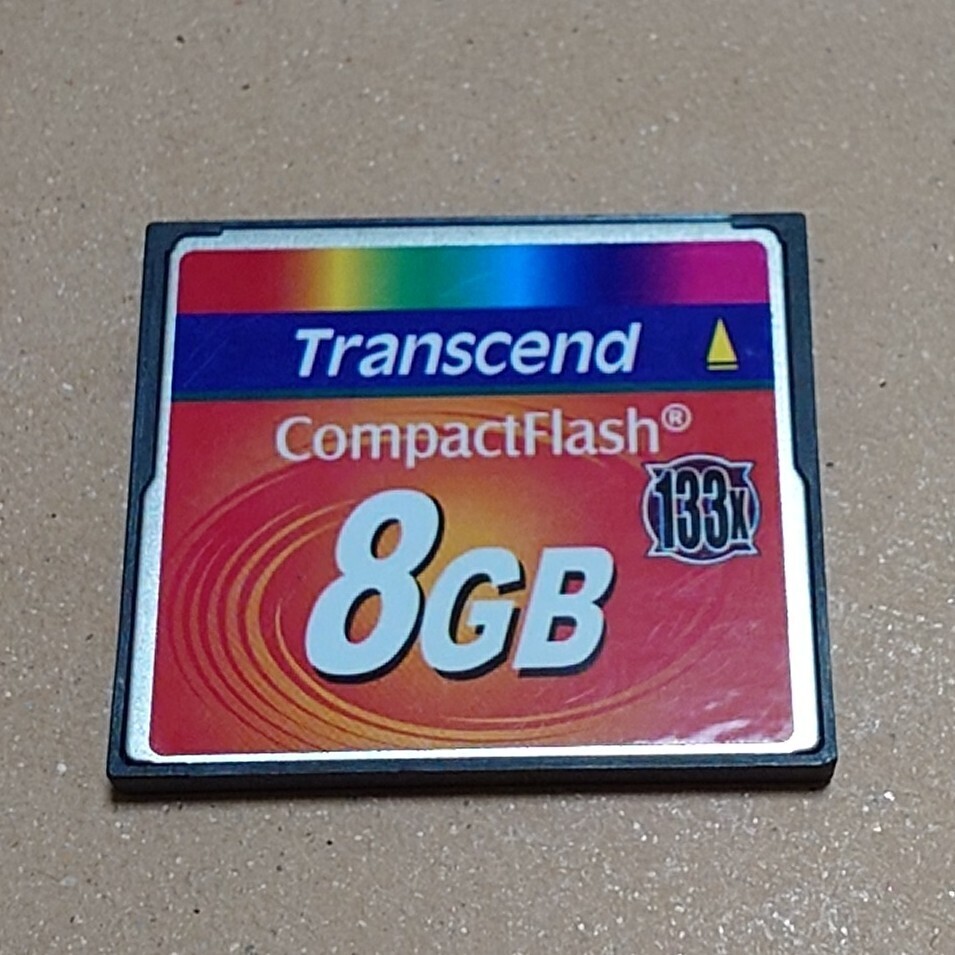 Transcend
CompactFlash®
133x
8GB